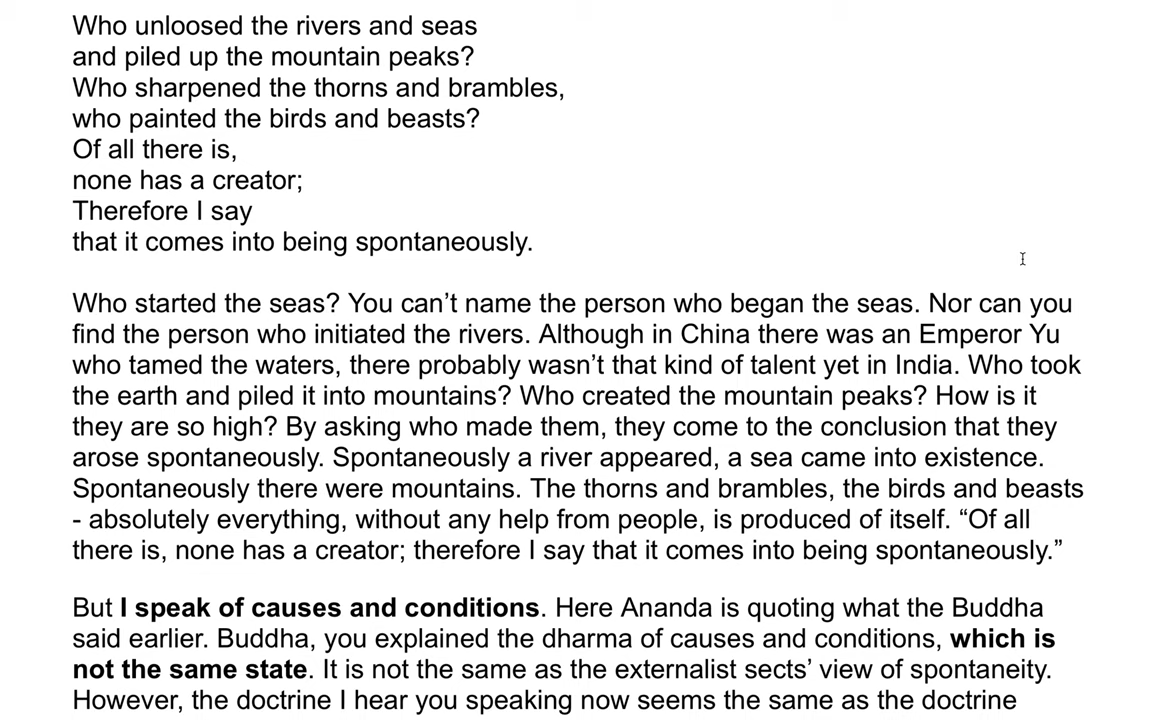 Who unloosed the rivers and seas
and piled up the mountain peaks?
Who sharpened the thorns and brambles,
who painted the birds and beasts?
Of all there is,
none has a creator;
Therefore I say
that it comes into being spontaneously.
Who started the seas? You can’t name the person who began the seas. Nor can you
find the person who initiated the rivers. Although in China there was an Emperor Yu
who tamed the waters, there probably wasn’t that kind of talent yet in India. Who took
the earth and piled it into mountains? Who created the mountain peaks? How is it
they are so high? By asking who made them, they come to the conclusion that they
arose spontaneously. Spontaneously a river appeared, a sea came into existence.
Spontaneously there were mountains. The thorns and brambles, the birds and beasts
- absolutely everything, without any help from people, is produced of itself. “Of all
there is, none has a creator; therefore I say that it comes into being spontaneously.”
But I speak of causes and conditions. Here Ananda is quoting what the Buddha
said earlier. Buddha, you explained the dharma of causes and conditions, which is
not the same state. It is not the same as the externalist sects’ view of spontaneity.
However, the doctrine I hear you speaking now seems the same as the doctrine